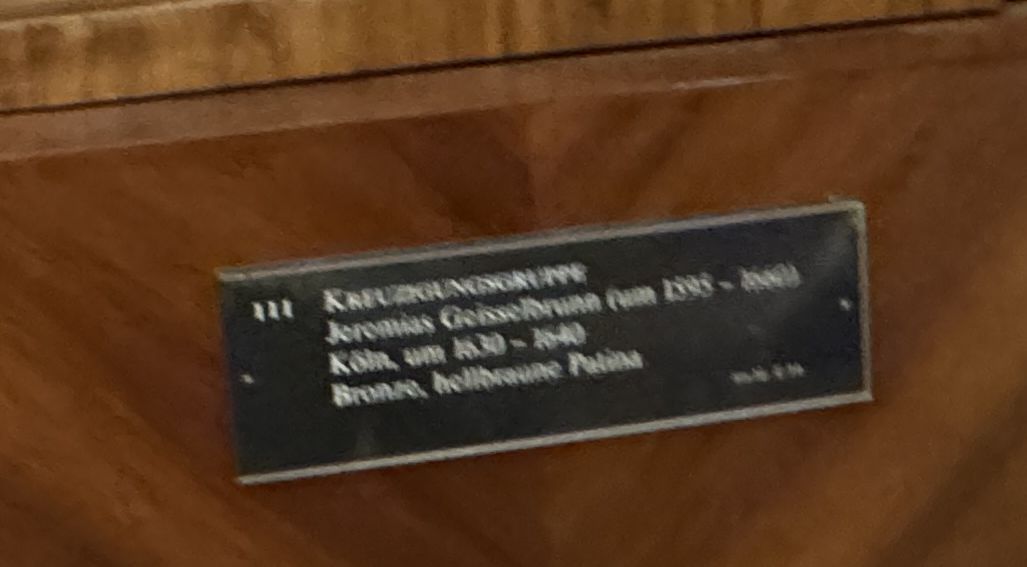 111 KREUZIGUNGSGRUPPE
Jeremias Geisselbrunn (um 1595 – 1660)
Köln, um 1630 – 1640
Bronze, hellbraune Patina